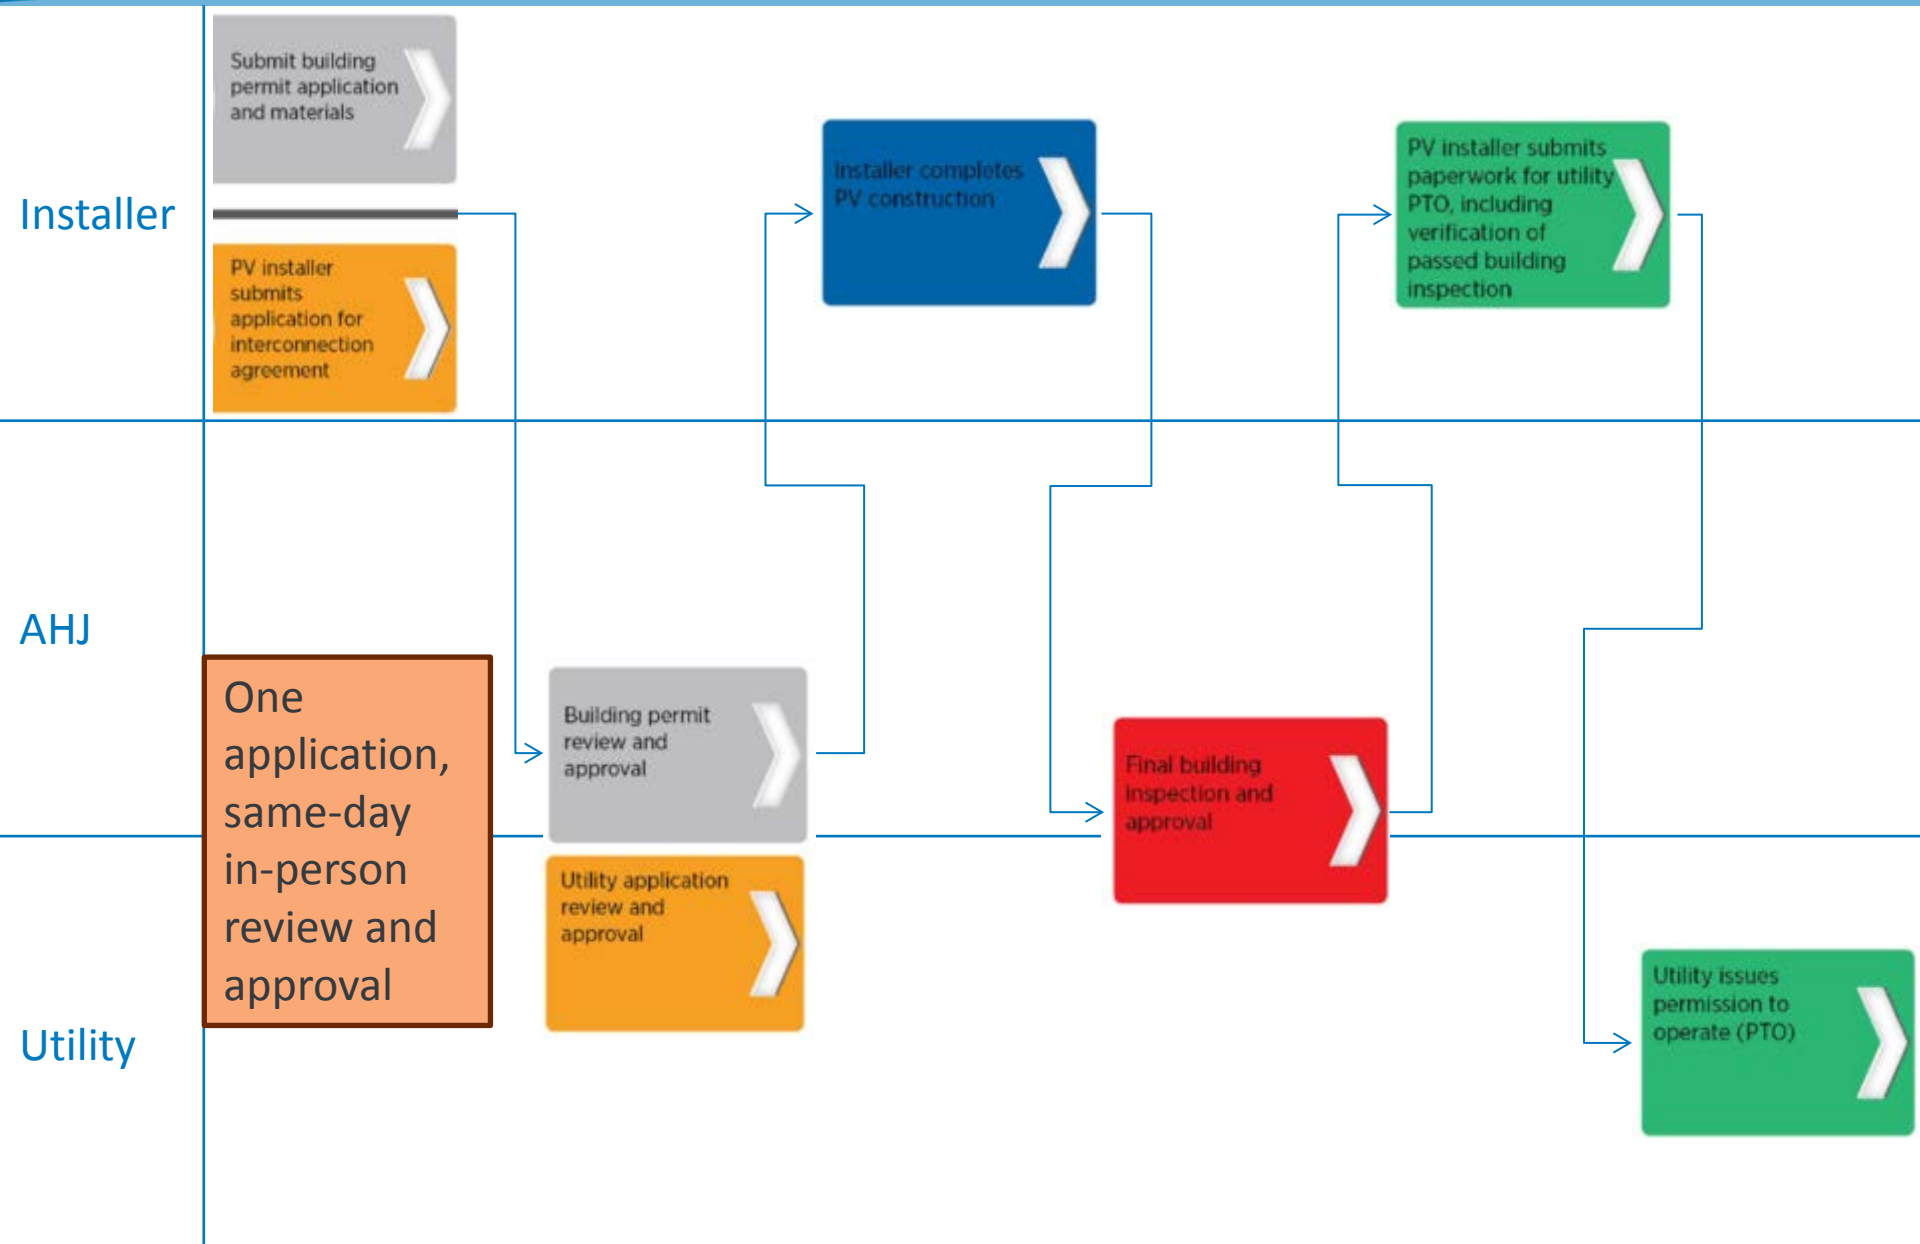 Installer
Submit building
permit application
and materials
PV installer
submits
application for
interconnection
agreement
Installer completes
PV construction
PV installer submits
paperwork for utility
PTO, including
verification of
passed building
inspection
AHJ
One
application,
same-day
in-person
review and
approval
Building permit
review and
approval
Final building
inspection and
approval
Utility
Utility application
review and
approval
Utility issues
permission to
operate (PTO)